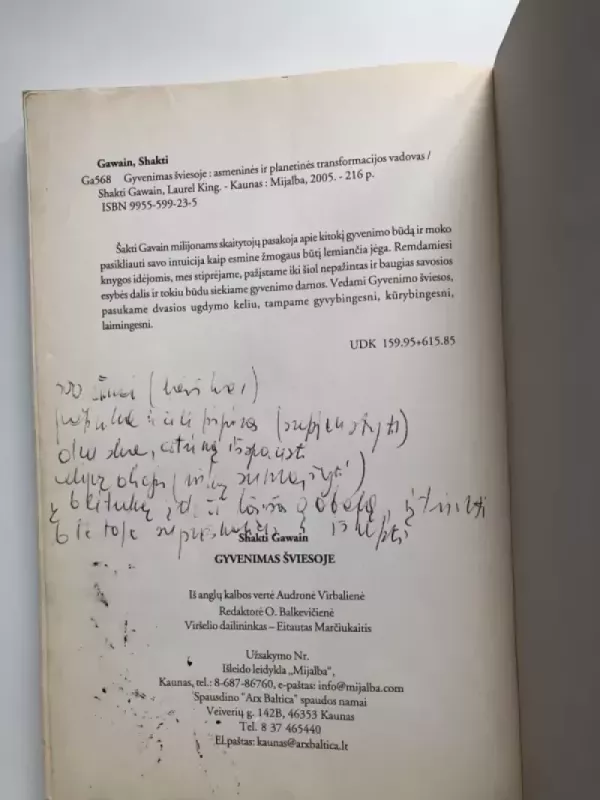 Gawain, Shakti
Ga568 Gyvenimas šviesoje : asmeninės ir planetinės transformacijos vadovas /
Shakti Gawain, Laurel King. - Kaunas : Mijalba, 2005. - 216 p.
ISBN 9955-599-23-5
Šakti Gavain milijonams skaitytojų pasakoja apie kitokį gyvenimo būdą ir moko
pasikliauti savo intuicija kaip esmine žmogaus būtį lemiančia jėga. Remdamiesi
knygos idėjomis, mes stiprėjame, pažįstame iki šiol nepažintas ir baugias savosios
esybės dalis ir tokiu būdu siekiame gyvenimo darnos. Vedami Gyvenimo šviesos,
pasukame dvasios ugdymo keliu, tampame gyvybingesni, kūrybingesni,
laimingesni.
UDK 159.95+615.85
(supjaustyti)
citriną išspaust
į blėtuką
Shakti Gawain
GYVENIMAS ŠVIESOJE
Iš anglų kalbos vertė Audronė Virbalienė
Redaktorė O. Balkevičienė
Viršelio dailininkas – Eitautas Marčiukaitis
Užsakymo Nr.
Išleido leidykla „Mijalba",
Kaunas, tel.: 8-687-86760, e-paštas: info@mijalba.com
Spausdino "Arx Baltica" spaudos namai
Veiverių g. 142B, 46353 Kaunas
Tel. 8 37 465440
El.paštas: kaunas@arxbaltica.lt